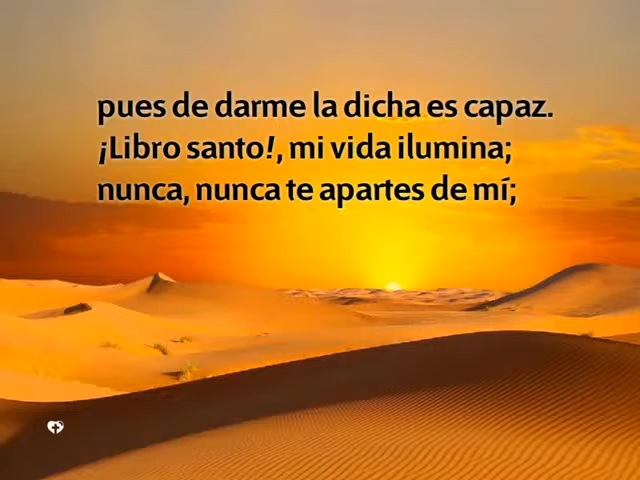 pues de darme la dicha es capaz.
¡Libro santo!, mi vida ilumina;
nunca, nunca te apartes de mí;